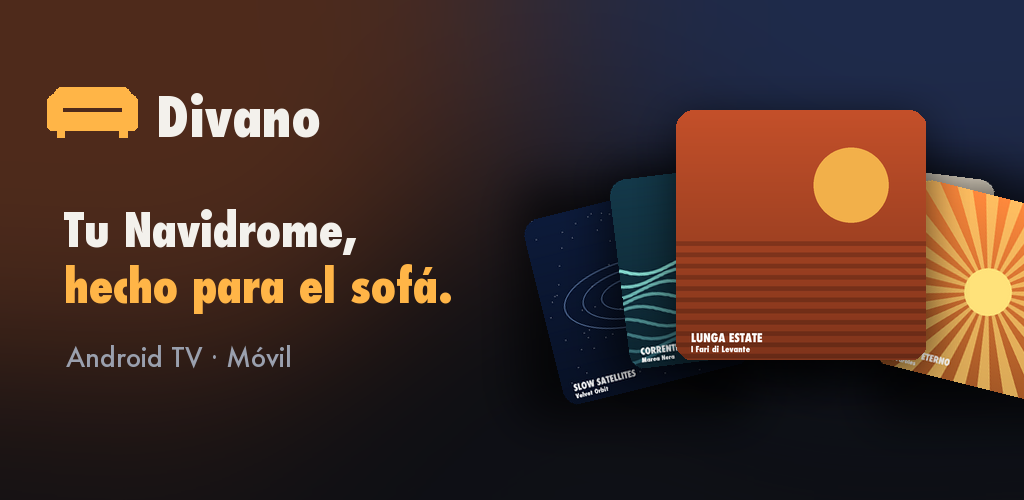 Divano
Tu Navidrome,
hecho para el sofá.
Android TV · Móvil
SLOW SATELLITES
Velvet Orbit
CORRENTI
Marea Nera
LUNGA ESTATE
I Fari di Levante
ETERNO